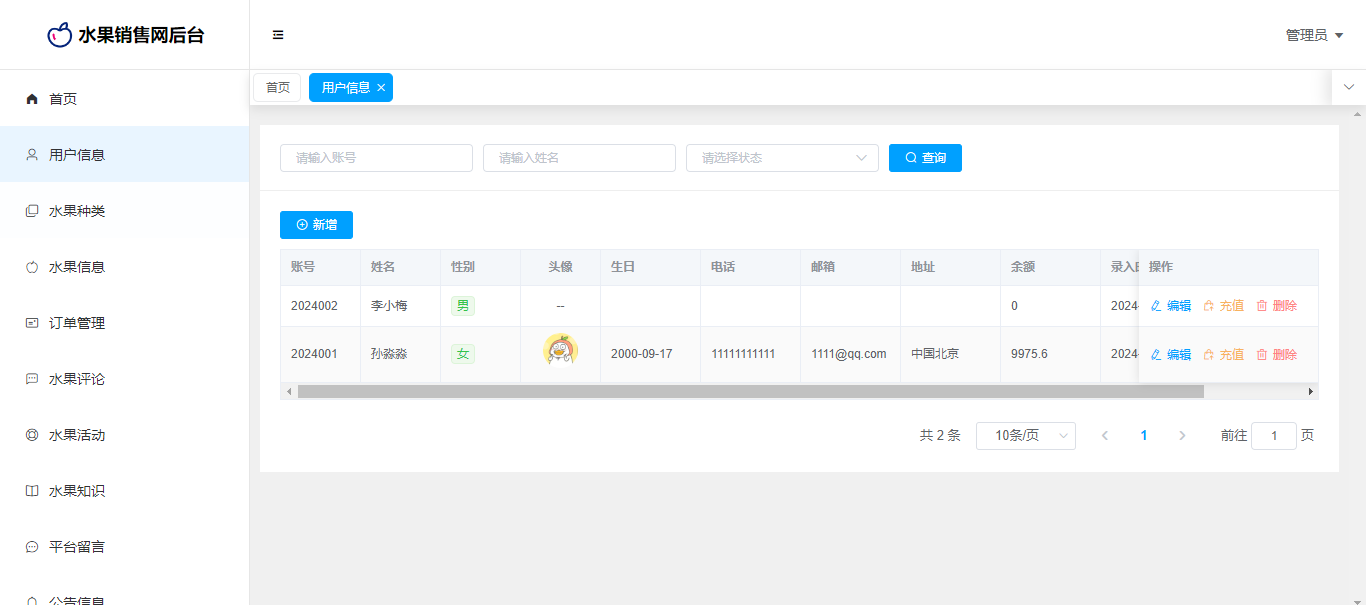 水果销售网后台
管理员
首页
用户信息
水果种类
水果信息
订单管理
水果评论
水果活动
水果知识
平台留言
公告信息
首页 用户信息
请输入账号 请输入姓名 请选择状态 查询
新增
账号 姓名 性别 头像 生日 电话 邮箱 地址 余额 录入 操作
2024002 李小梅 男 -- 0 2024- 编辑 充值 删除
2024001 孙淼淼 女 2000-09-17 11111111111 1111@qq.com 中国北京 9975.6 2024- 编辑 充值 删除
共 2 条 10条/页 1 前往 1 页